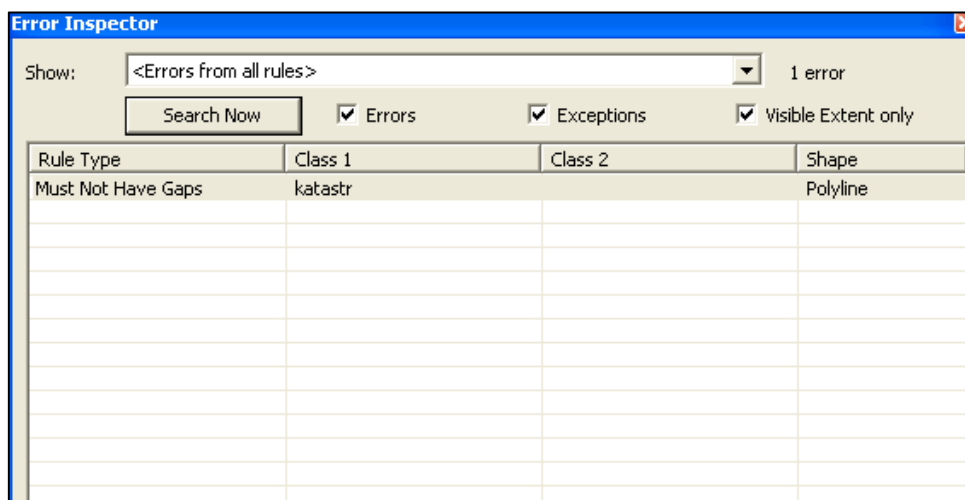 Error Inspector
Show: <Errors from all rules> 1 error
Search Now Errors Exceptions Visible Extent only
Rule Type Class 1 Class 2 Shape
Must Not Have Gaps katastr Polyline